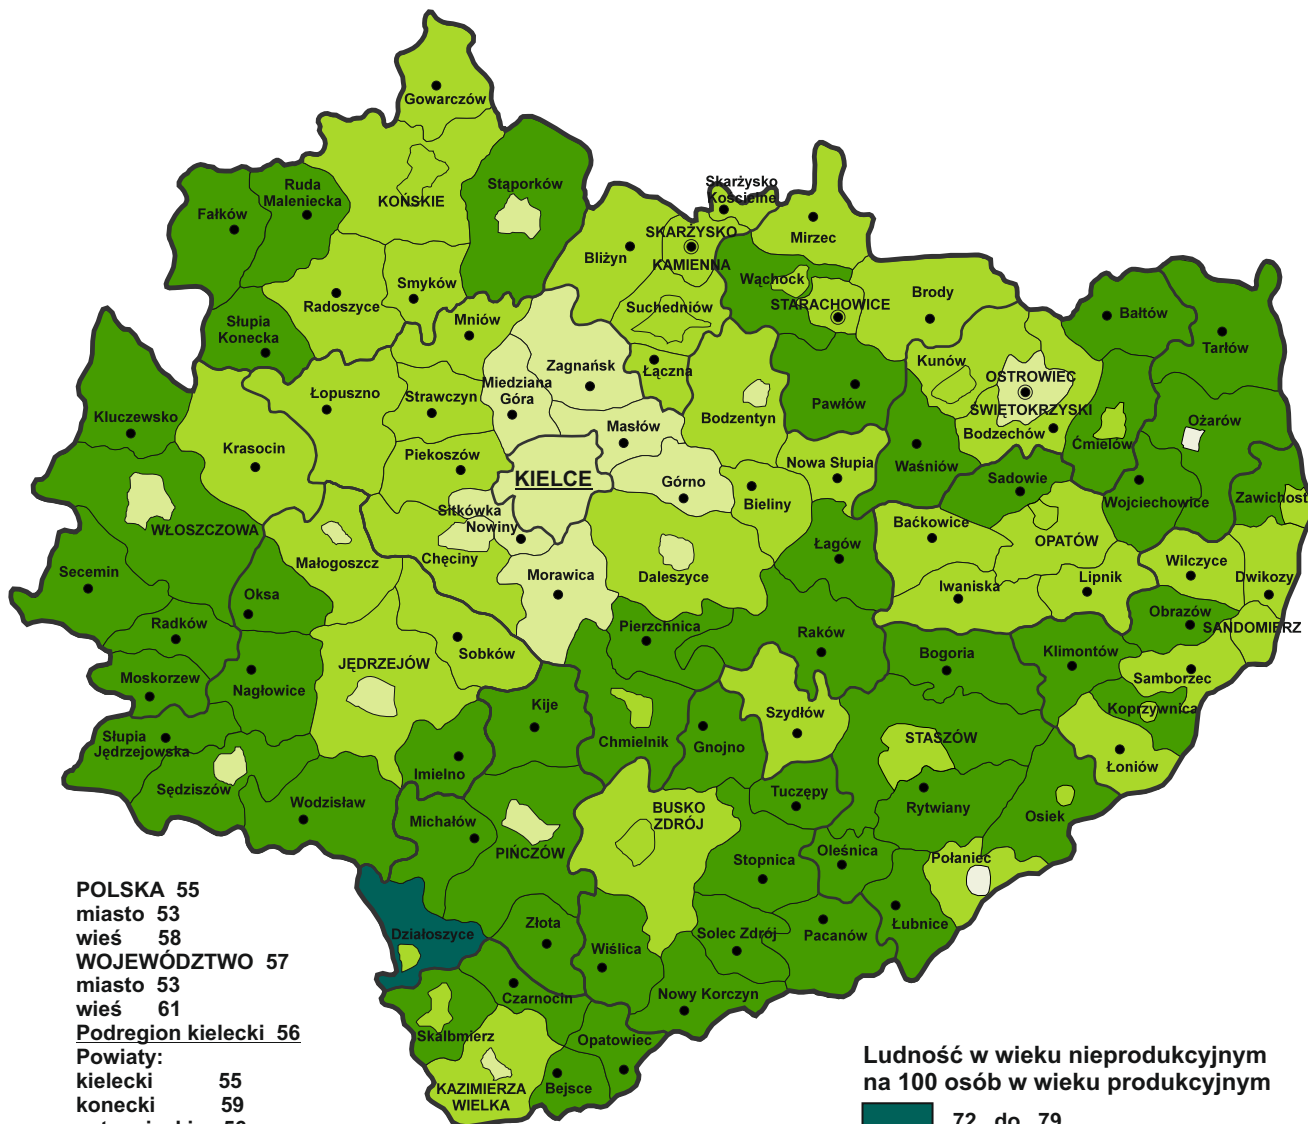 Gowarczów
Skarżysko
Kościelne
Ruda
Maleniecka
Stąporków
KOŃSKIE
Fałków
SKARŻYSKO
KAMIENNA
Mirzec
Bliżyn
Wąchock
Smyków
Radoszyce
Suchedniów
STARACHOWICE
Brody
Bałtów
Słupia
Konecka
Mniów
Tarłów
Zagnańsk
Łączna
Kunów
OSTROWIEC
ŚWIĘTOKRZYSKI
Miedziana
Góra
Łopuszno
Strawczyn
Pawłów
Kluczewsko
Bodzentyn
Masłów
Ożarów
Bodzechów
Ćmielów
Krasocin
Piekoszów
Nowa Słupia
Waśniów
KIELCE
Górno
Sadowie
Bieliny
Wojciechowice
Zawichost
Sitkówka
Nowiny
WŁOSZCZOWA
Baćkowice
OPATÓW
Łagów
Małogoszcz
Chęciny
Wilczyce
Secemin
Morawica
Daleszyce
Iwaniska
Lipnik
Dwikozy
Oksa
Obrazów
Radków
Pierzchnica
Raków
SANDOMIERZ
Sobków
Bogoria
Klimontów
JĘDRZEJÓW
Moskorzew
Nagłowice
Samborzec
Kije
Szydłów
Koprzywnica
Słupia
Jędrzejowska
Chmielnik
Gnojno
STASZÓW
Łoniów
Imielno
Sędziszów
Tuczępy
Wodzisław
BUSKO
ZDRÓJ
Rytwiany
Osiek
Michałów
PIŃCZÓW
Stopnica
Oleśnica
Połaniec
Działoszyce
Złota
Wiślica
Solec Zdrój
Pacanów
Łubnice
Czarnocin
Nowy Korczyn
Skalbmierz
Opatowiec
KAZIMIERZA
WIELKA
Bejsce
POLSKA 55
miasto 53
wieś 58
WOJEWÓDZTWO 57
miasto 53
wieś 61
Podregion kielecki 56
Powiaty:
kielecki 55
konecki 59
Ludność w wieku nieprodukcyjnym
na 100 osób w wieku produkcyjnym
72 do 79